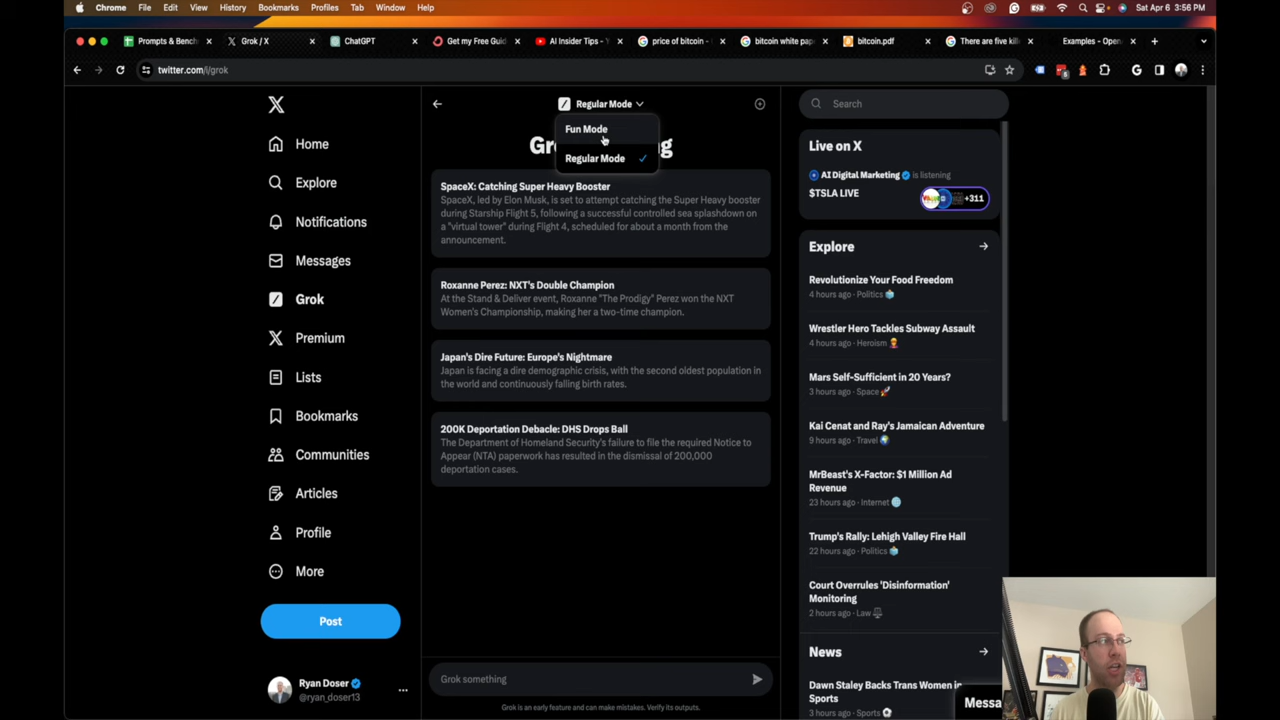 Chrome File Edit View History Bookmarks Profiles Tab Window Help Sat Apr 6 3:56 PM
Prompts & Bench Grok / X ChatGPT Get my Free Gui AI Insider Tips - price of bitcoin - bitcoin white pap bitcoin.pdf There are five kill Examples - Open
twitter.com/i/grok
Home
Explore
Notifications
Messages
Grok
Premium
Lists
Bookmarks
Communities
Articles
Profile
More
Post
Ryan Doser
@ryan_doser13
Regular Mode
Fun Mode
Regular Mode
SpaceX: Catching Super Heavy Booster
SpaceX, led by Elon Musk, is set to attempt catching the Super Heavy booster
during Starship Flight 5, following a successful controlled sea splashdown on
a "virtual tower" during Flight 4, scheduled for about a month from the
announcement.
Roxanne Perez: NXT's Double Champion
At the Stand & Deliver event, Roxanne "The Prodigy" Perez won the NXT
Women's Championship, making her a two-time champion.
Japan's Dire Future: Europe's Nightmare
Japan is facing a dire demographic crisis, with the second oldest population in
the world and continuously falling birth rates.
200K Deportation Debacle: DHS Drops Ball
The Department of Homeland Security's failure to file the required Notice to
Appear (NTA) paperwork has resulted in the dismissal of 200,000
deportation cases.
Grok something
Grok is an early feature and can make mistakes. Verify its outputs.
Search
Live on X
AI Digital Marketing is listening
$TSLA LIVE
+311
Explore
Revolutionize Your Food Freedom
4 hours ago · Politics
Wrestler Hero Tackles Subway Assault
4 hours ago · Heroism
Mars Self-Sufficient in 20 Years?
3 hours ago · Space
Kai Cenat and Ray's Jamaican Adventure
9 hours ago · Travel
MrBeast's X-Factor: $1 Million Ad
Revenue
23 hours ago · Internet
Trump's Rally: Lehigh Valley Fire Hall
22 hours ago · Politics
Court Overrules 'Disinformation'
Monitoring
2 hours ago · Law
News
Dawn Staley Backs Trans Women in
Sports
3 hours ago · Sports
Messa